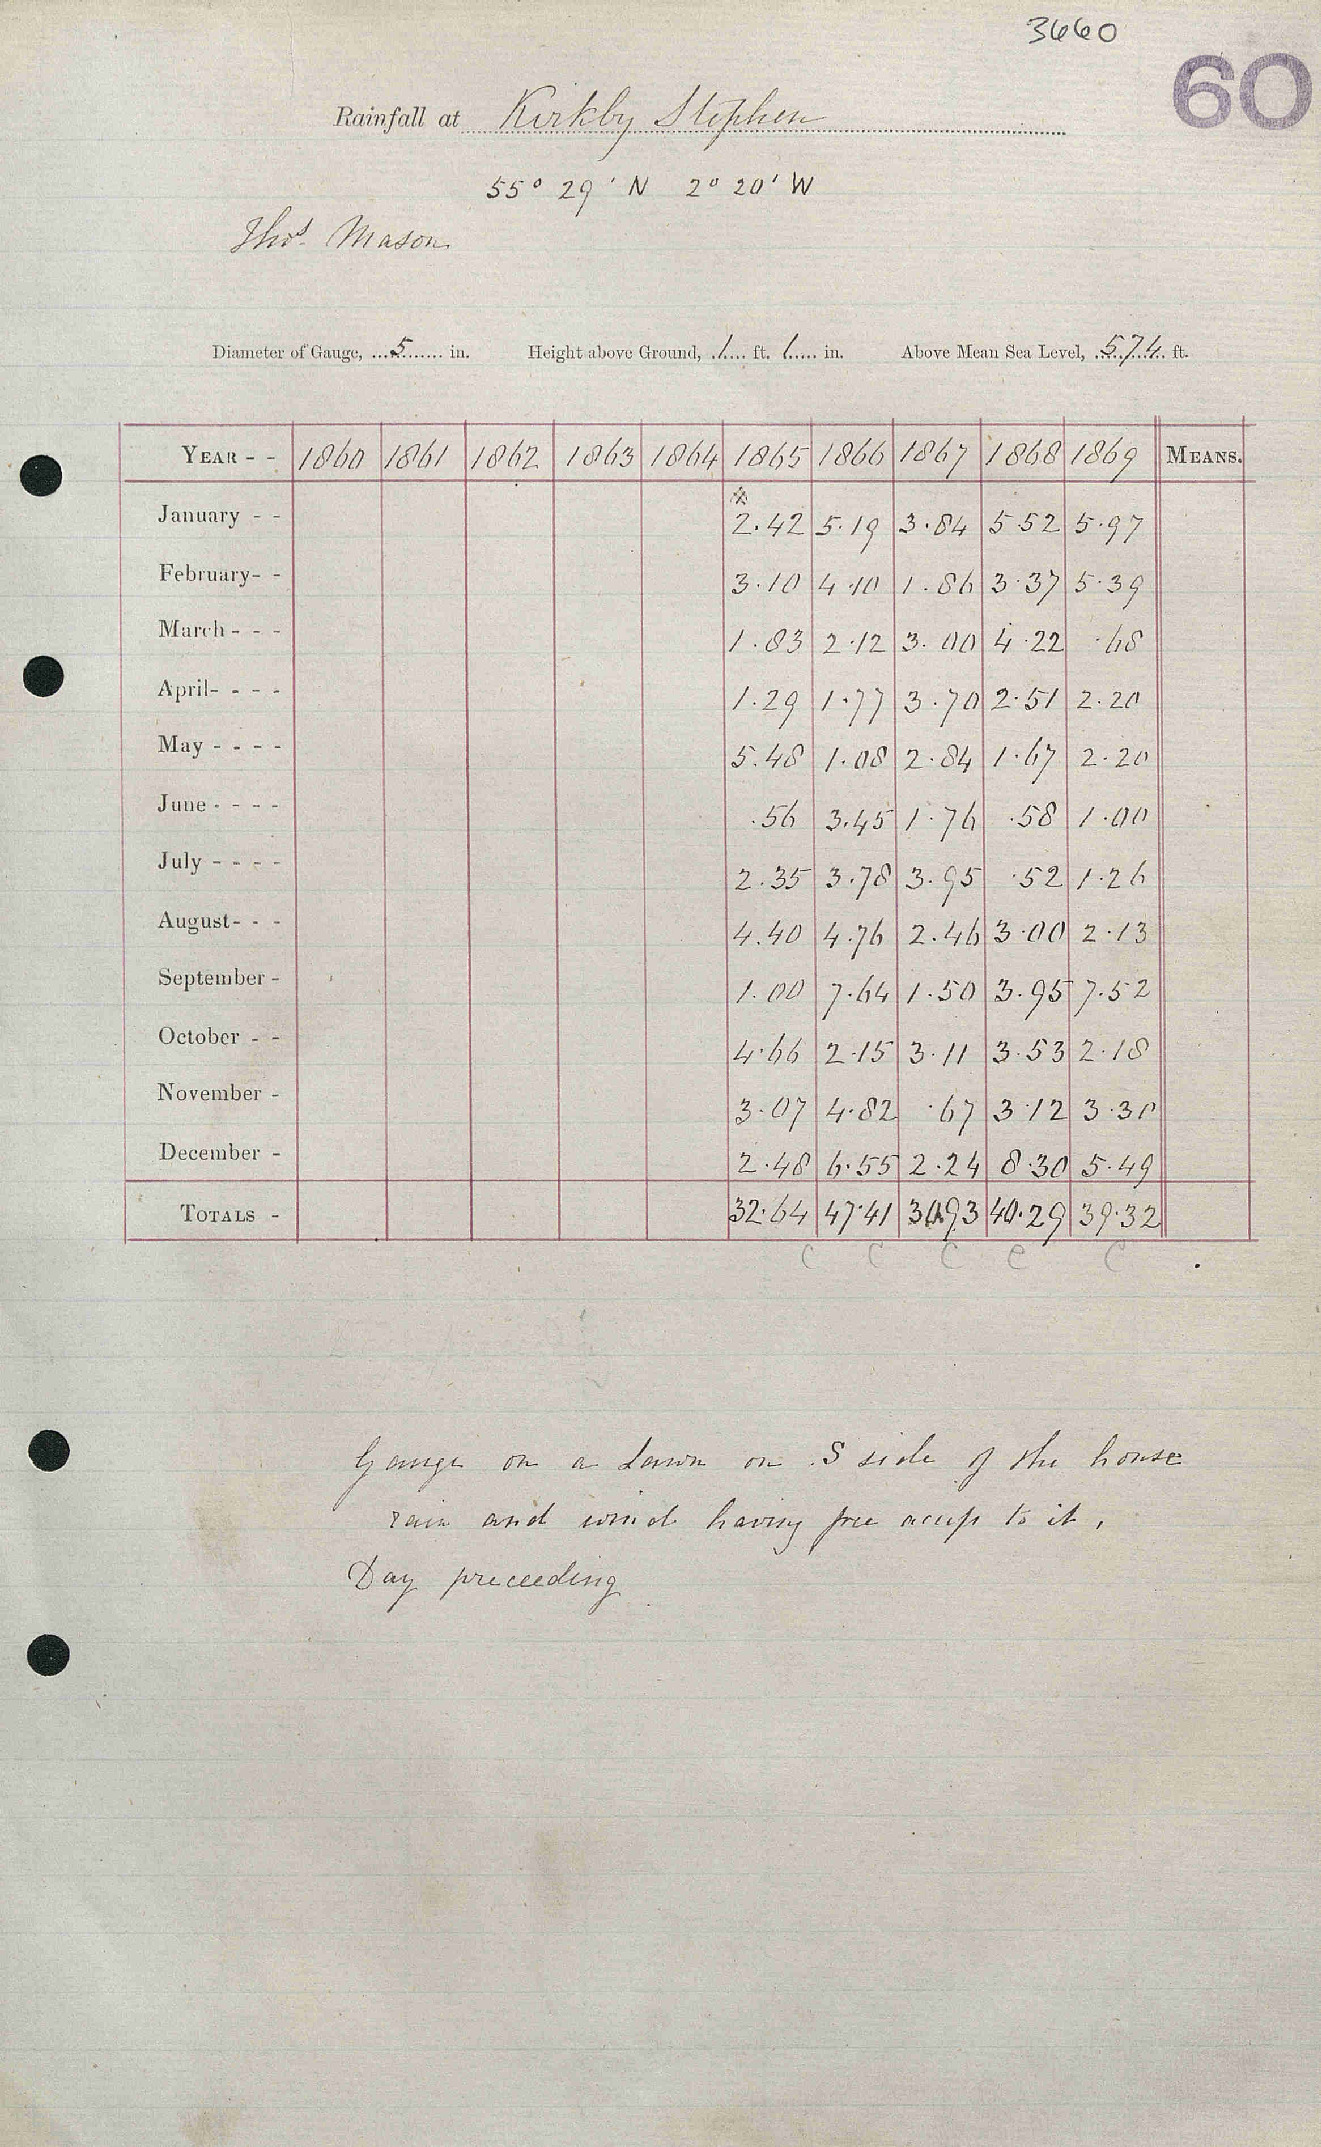 3660
60
Rainfall at Kirkby Stephen
55° 29' N 2° 20' W
Thos. Mason
Diameter of Gauge, 5 in. Height above Ground, 1 ft. 1 in. Above Mean Sea Level, 574 ft.
YEAR - - 1860 1861 1862 1863 1864 1865 1866 1867 1868 1869 MEANS.
January - - 2.42 5.19 3.84 5.52 5.97
February - - 3.10 4.10 1.86 3.37 5.39
March - - - 1.83 2.12 3.00 4.22 .68
April - - - - 1.29 1.77 3.70 2.51 2.20
May - - - - 5.48 1.08 2.84 1.67 2.20
June - - - - .56 3.45 1.76 .58 1.00
July - - - - 2.35 3.78 3.95 .52 1.26
August - - - 4.40 4.76 2.46 3.00 2.13
September - 1.00 7.64 1.50 3.95 7.52
October - - 4.66 2.15 3.11 3.53 2.18
November - 3.07 4.82 .67 3.12 3.30
December - 2.48 6.55 2.24 8.30 5.49
TOTALS - 32.64 47.41 30.93 40.29 39.32
C C C C C
Gauge on a Lawn on S side of the house
rain and wind having free access to it,
Day preceeding